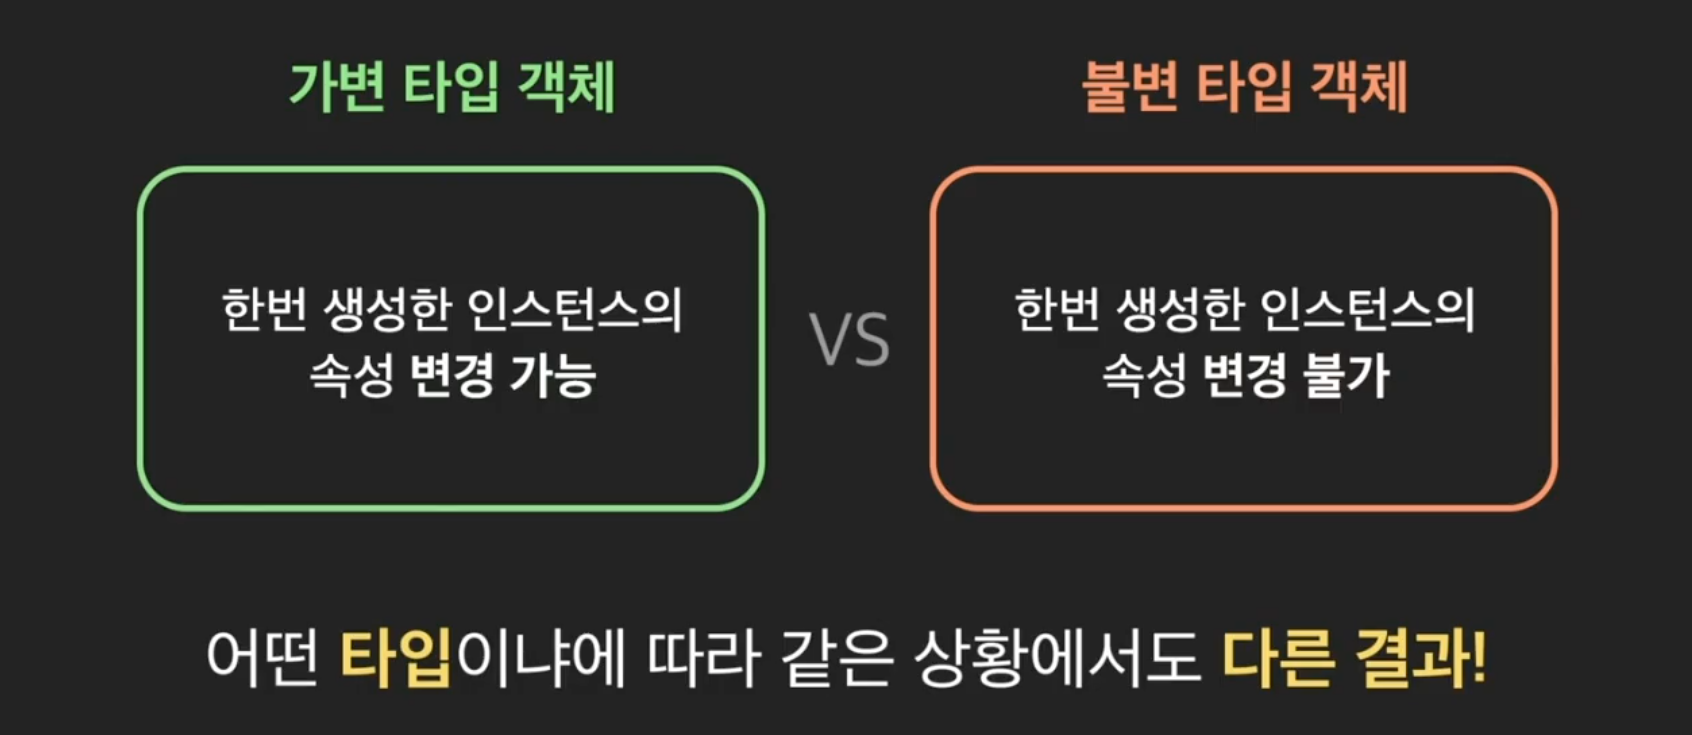 가변 타입 객체
한번 생성한 인스턴스의
속성 변경 가능
VS
불변 타입 객체
한번 생성한 인스턴스의
속성 변경 불가
어떤 타입이냐에 따라 같은 상황에서도 다른 결과!